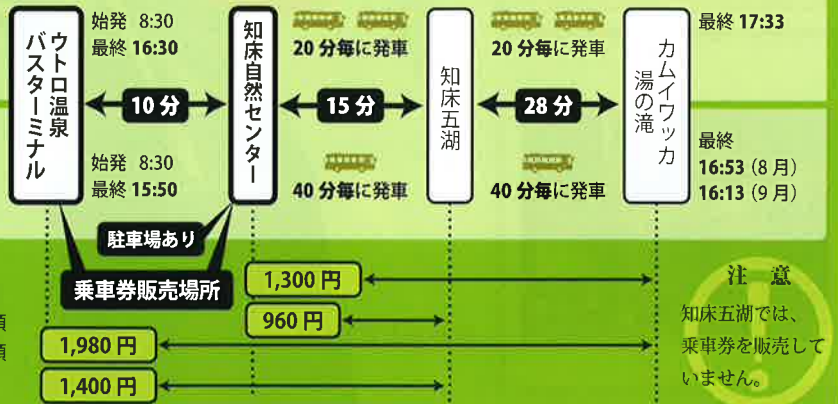 ウトロ温泉
バスターミナル
始発 8:30
最終 16:30
10分
始発 8:30
最終 15:50
知床自然センター
20分毎に発車
15分
40分毎に発車
知床五湖
20分毎に発車
28分
40分毎に発車
カムイワッカ
湯の滝
最終 17:33
最終
16:53(8月)
16:13(9月)
駐車場あり
乗車券販売場所
1,300円
960円
1,980円
1,400円
額
額
注 意
知床五湖では、
乗車券を販売して
いません。